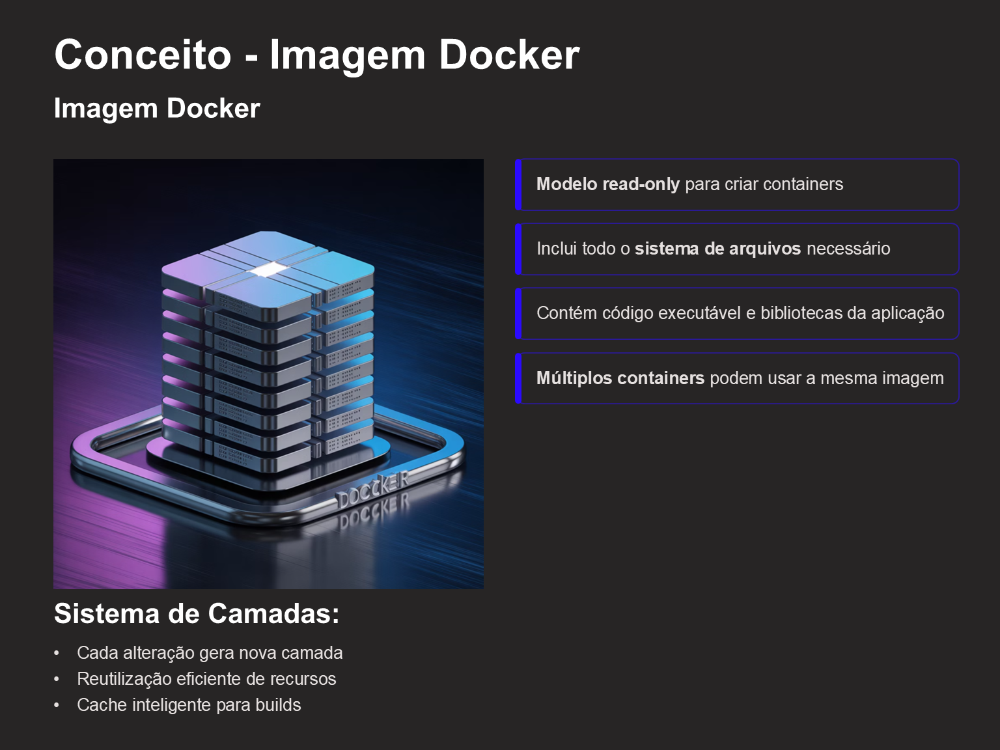 Conceito - Imagem Docker
Imagem Docker
Modelo read-only para criar containers
Inclui todo o sistema de arquivos necessário
Contém código executável e bibliotecas da aplicação
Múltiplos containers podem usar a mesma imagem
DOCCKER
Sistema de Camadas:
• Cada alteração gera nova camada
• Reutilização eficiente de recursos
• Cache inteligente para builds